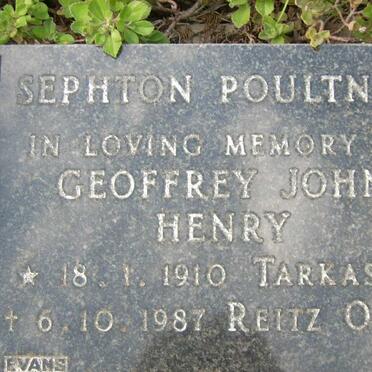 SEPHTON POULTN
IN LOVING MEMORY
GEOFFREY JOHN
HENRY
* 18.1.1910 TARKAS
† 6.10.1987 REITZ O
EVANS